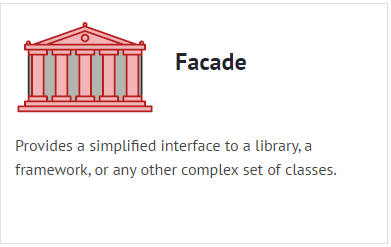 Facade
Provides a simplified interface to a library, a
framework, or any other complex set of classes.